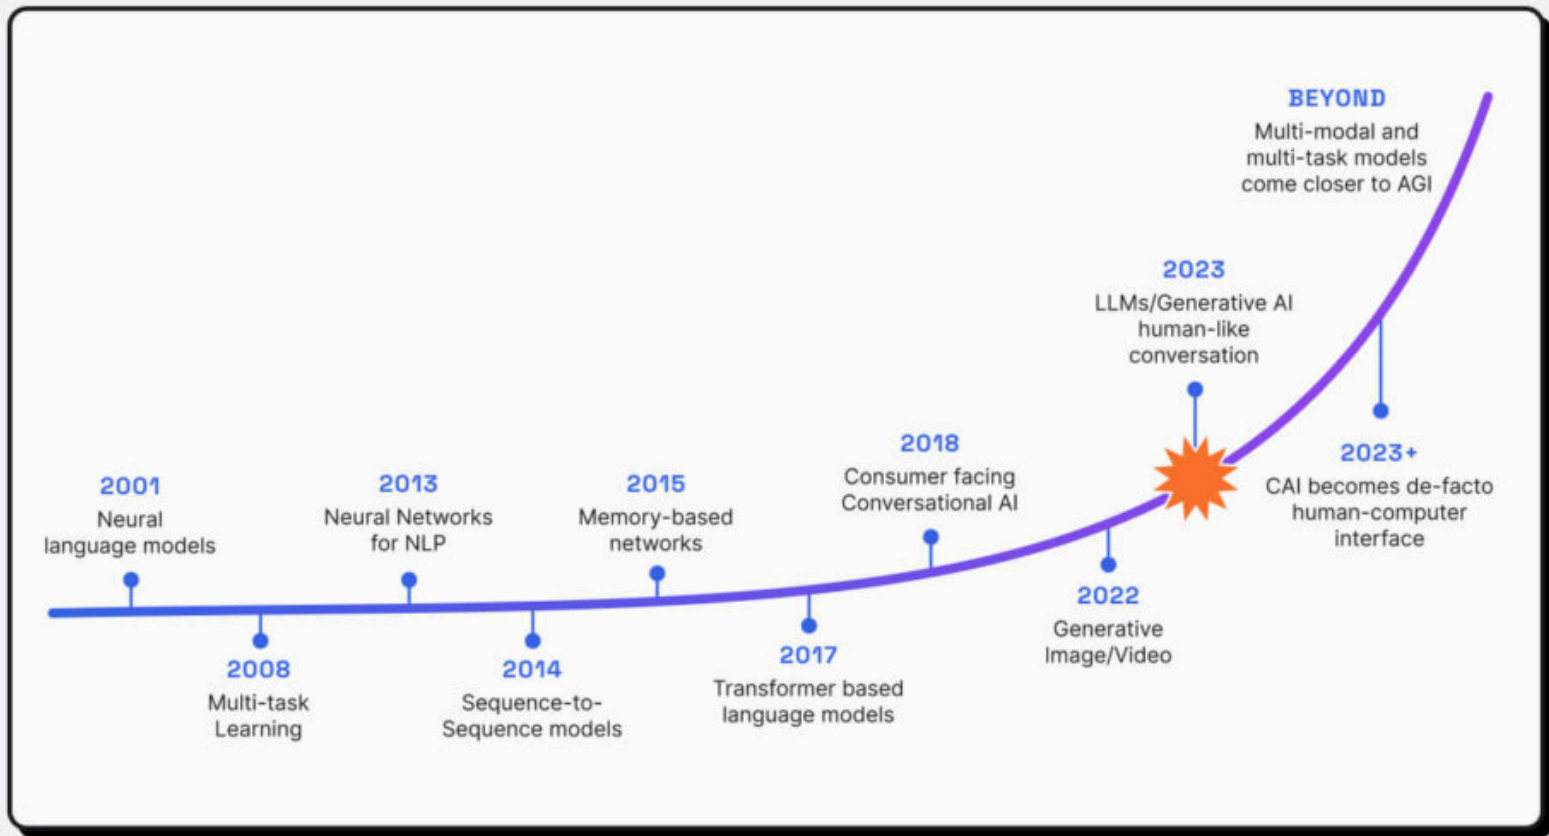 2001
Neural
language models
2008
Multi-task
Learning
2013
Neural Networks
for NLP
2014
Sequence-to-
Sequence models
2015
Memory-based
networks
2017
Transformer based
language models
2018
Consumer facing
Conversational AI
2022
Generative
Image/Video
2023
LLMs/Generative AI
human-like
conversation
2023+
CAI becomes de-facto
human-computer
interface
BEYOND
Multi-modal and
multi-task models
come closer to AGI